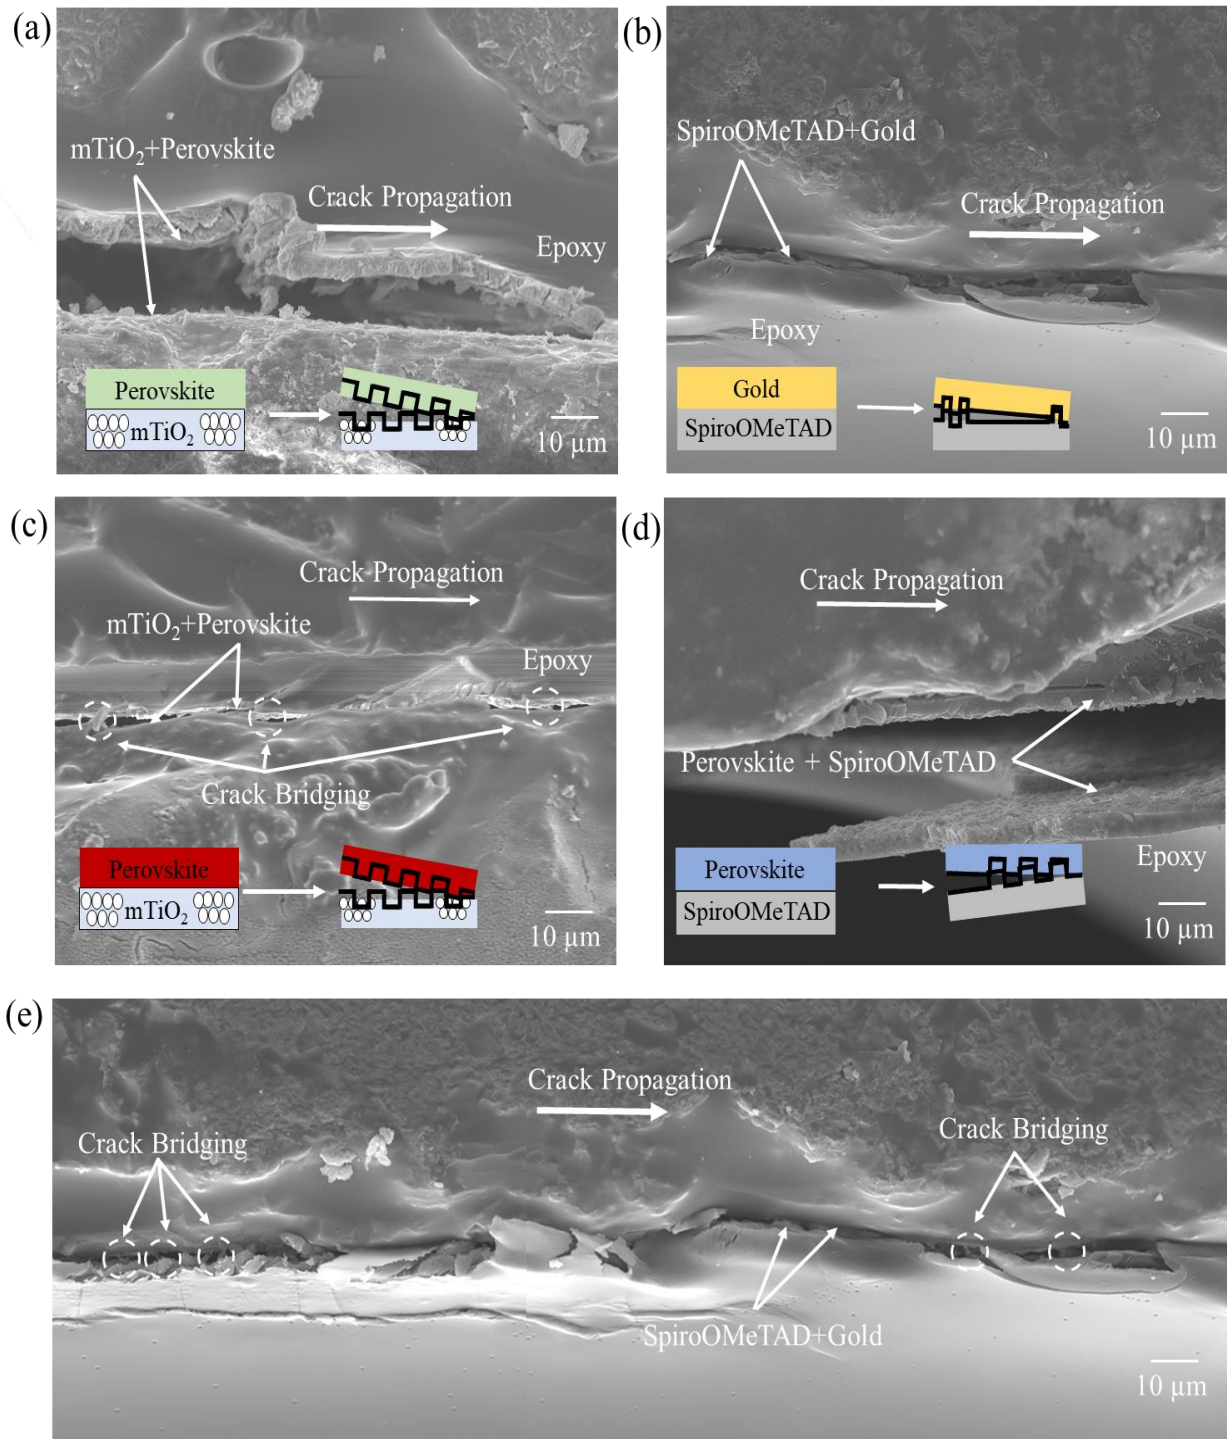 (a)
mTiO₂+Perovskite
Crack Propagation
Epoxy
Perovskite
mTiO₂
10 μm
(b)
SpiroOMeTAD+Gold
Crack Propagation
Epoxy
Gold
SpiroOMeTAD
10 μm
(c)
Crack Propagation
mTiO₂+Perovskite
Epoxy
Crack Bridging
Perovskite
mTiO₂
10 μm
(d)
Crack Propagation
Perovskite + SpiroOMeTAD
Epoxy
Perovskite
SpiroOMeTAD
10 μm
(e)
Crack Propagation
Crack Bridging
Crack Bridging
SpiroOMeTAD+Gold
10 μm